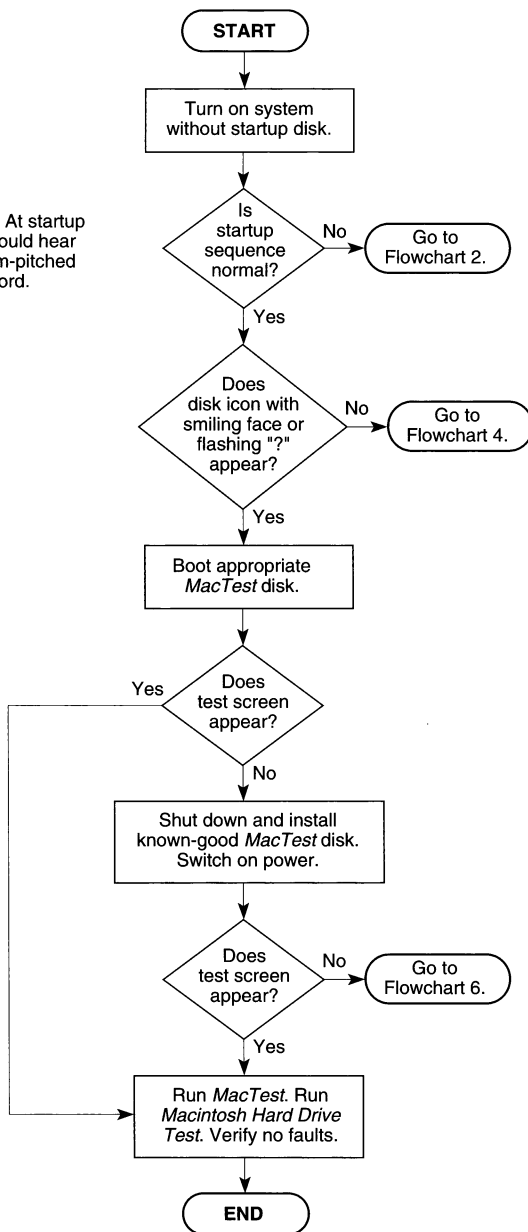 START
Turn on system
without startup disk.
At startup
ould hear
m-pitched
ord.
Is
startup
sequence
normal?
No
Go to
Flowchart 2.
Yes
Does
disk icon with
smiling face or
flashing "?"
appear?
No
Go to
Flowchart 4.
Yes
Boot appropriate
MacTest disk.
Does
test screen
appear?
Yes
No
Shut down and install
known-good MacTest disk.
Switch on power.
Does
test screen
appear?
No
Go to
Flowchart 6.
Yes
Run MacTest. Run
Macintosh Hard Drive
Test. Verify no faults.
END